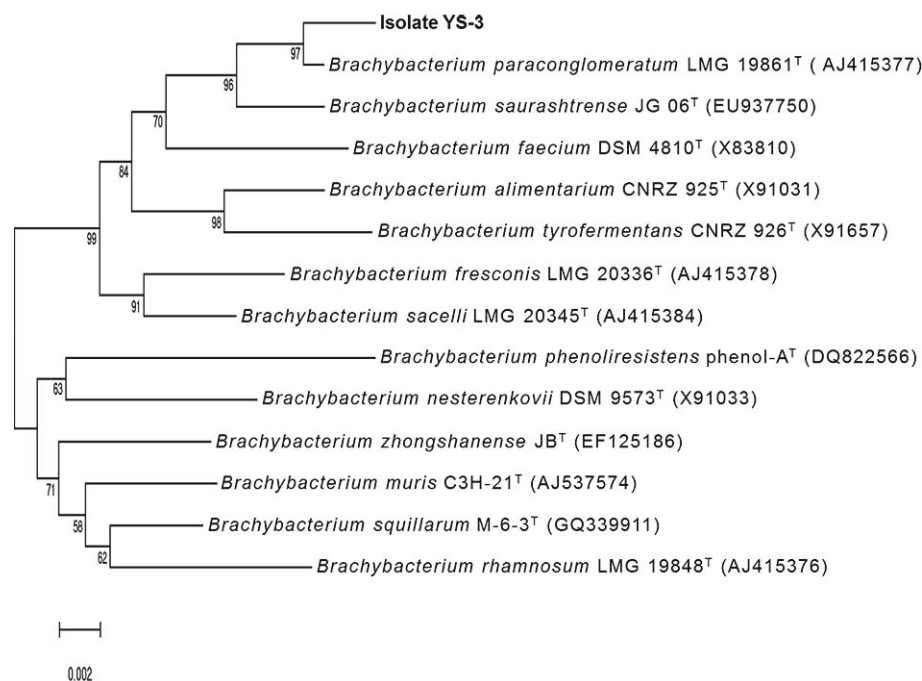 Isolate YS-3
97
Brachybacterium paraconglomeratum LMG 19861ᵀ ( AJ415377)
96
Brachybacterium saurashtrense JG 06ᵀ (EU937750)
70
Brachybacterium faecium DSM 4810ᵀ (X83810)
84
Brachybacterium alimentarium CNRZ 925ᵀ (X91031)
98
Brachybacterium tyrofermentans CNRZ 926ᵀ (X91657)
99
Brachybacterium fresconis LMG 20336ᵀ (AJ415378)
91
Brachybacterium sacelli LMG 20345ᵀ (AJ415384)
Brachybacterium phenoliresistens phenol-Aᵀ (DQ822566)
63
Brachybacterium nesterenkovii DSM 9573ᵀ (X91033)
Brachybacterium zhongshanense JBᵀ (EF125186)
71
Brachybacterium muris C3H-21ᵀ (AJ537574)
58
Brachybacterium squillarum M-6-3ᵀ (GQ339911)
62
Brachybacterium rhamnosum LMG 19848ᵀ (AJ415376)
0.002